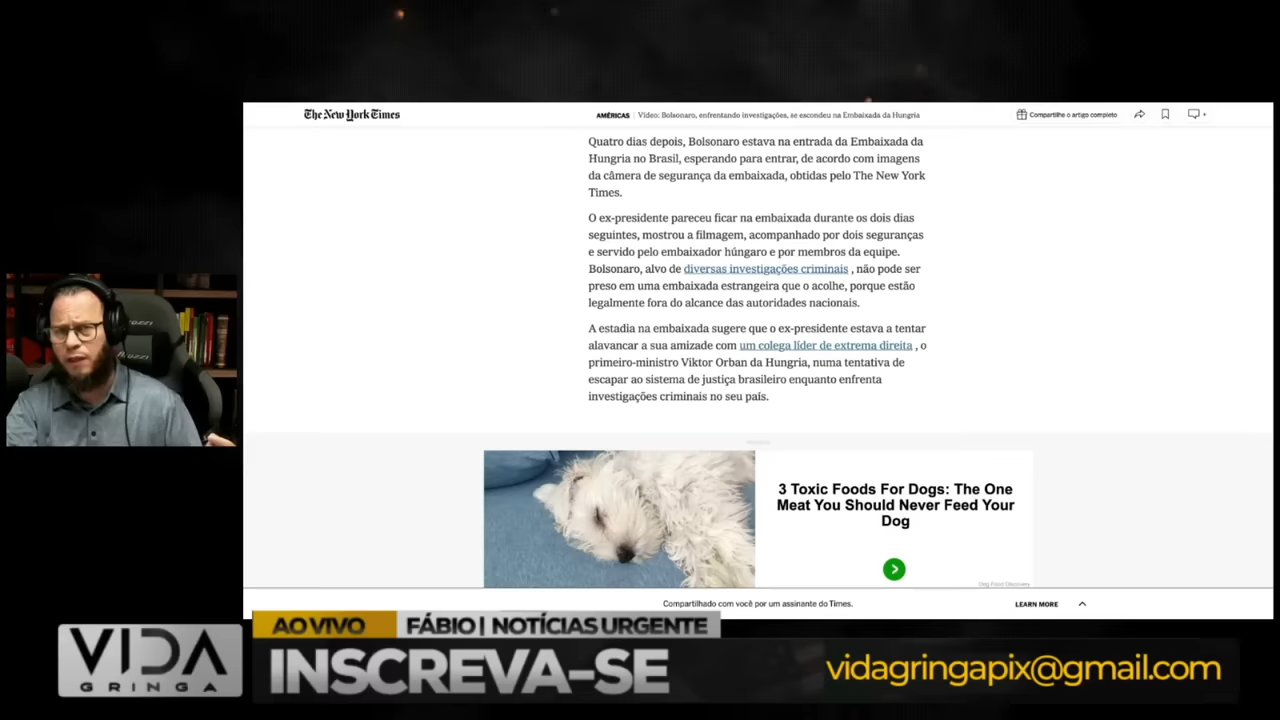 The New York Times
AMÉRICAS | Vídeo: Bolsonaro, enfrentando investigações, se escondeu na Embaixada da Hungria
Compartilhe o artigo completo
Quatro dias depois, Bolsonaro estava na entrada da Embaixada da
Hungria no Brasil, esperando para entrar, de acordo com imagens
da câmera de segurança da embaixada, obtidas pelo The New York
Times.
O ex-presidente pareceu ficar na embaixada durante os dois dias
seguintes, mostrou a filmagem, acompanhado por dois seguranças
e servido pelo embaixador húngaro e por membros da equipe.
Bolsonaro, alvo de diversas investigações criminais , não pode ser
preso em uma embaixada estrangeira que o acolhe, porque estão
legalmente fora do alcance das autoridades nacionais.
A estadia na embaixada sugere que o ex-presidente estava a tentar
alavancar a sua amizade com um colega líder de extrema direita , o
primeiro-ministro Viktor Orban da Hungria, numa tentativa de
escapar ao sistema de justiça brasileiro enquanto enfrenta
investigações criminais no seu país.
3 Toxic Foods For Dogs: The One
Meat You Should Never Feed Your
Dog
Dog Food Discovery
Compartilhado com você por um assinante do Times.
LEARN MORE
AO VIVO
FÁBIO | NOTÍCIAS URGENTE
VIDA
GRINGA
INSCREVA-SE
vidagringapix@gmail.com